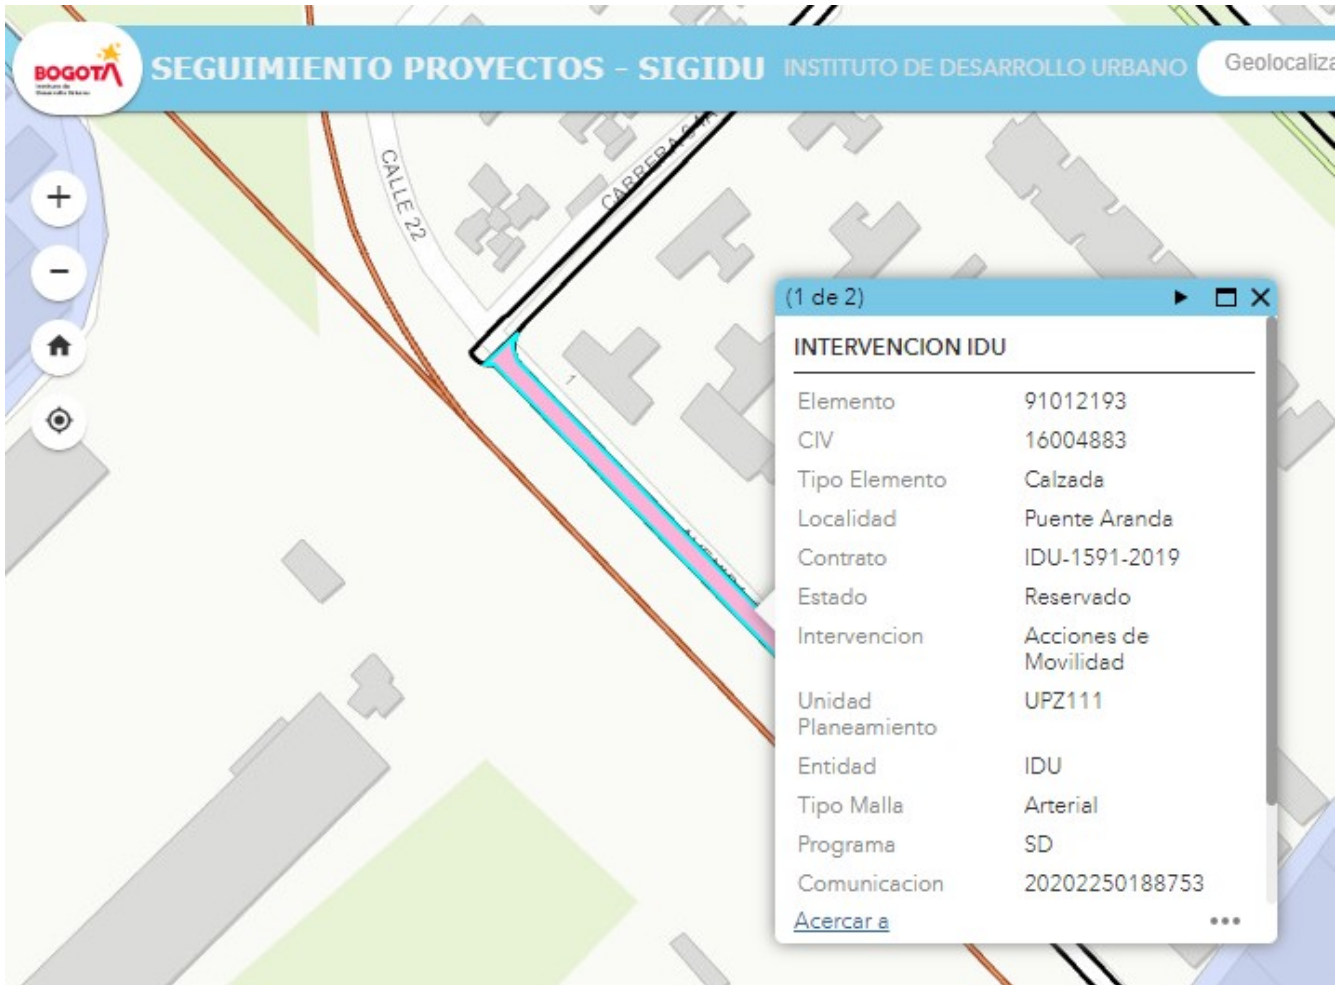 BOGOTÁ
SEGUIMIENTO PROYECTOS - SIGIDU INSTITUTO DE DESARROLLO URBANO Geolocaliza
CALLE 22
(1 de 2)
INTERVENCION IDU
Elemento 91012193
CIV 16004883
Tipo Elemento Calzada
Localidad Puente Aranda
Contrato IDU-1591-2019
Estado Reservado
Intervencion Acciones de
Movilidad
Unidad UPZ111
Planeamiento
Entidad IDU
Tipo Malla Arterial
Programa SD
Comunicacion 20202250188753
Acercar a
CARRERA
1